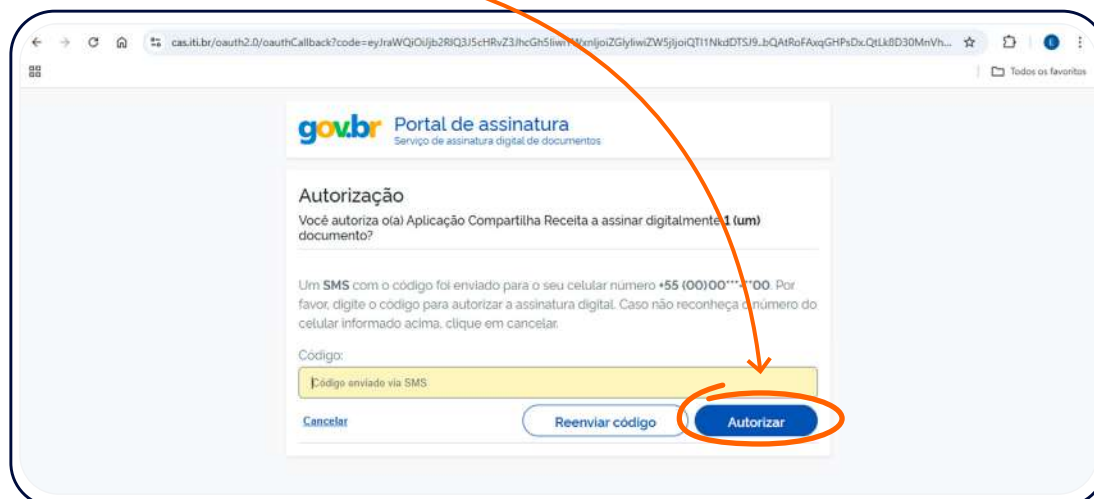 cas.iti.br/oauth2.0/oauthCallback?code=
Todos os favoritos
gov.br Portal de assinatura
Serviço de assinatura digital de documentos
Autorização
Você autoriza o(a) Aplicação Compartilha Receita a assinar digitalmente 1 (um)
documento?
Um SMS com o código foi enviado para o seu celular número +55 (00)00***-**00. Por
favor, digite o código para autorizar a assinatura digital. Caso não reconheça o número do
celular informado acima, clique em cancelar.
Código:
Código enviado via SMS
Cancelar
Reenviar código
Autorizar